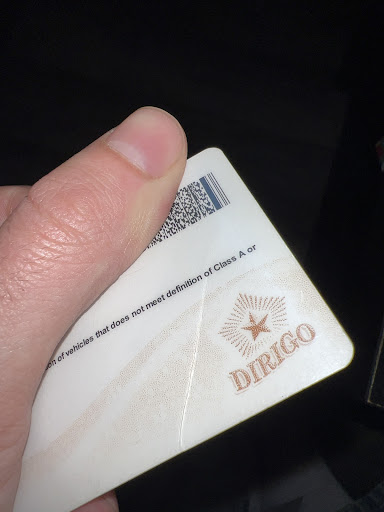 of vehicles that does not meet definition of Class A or
DIRIGO